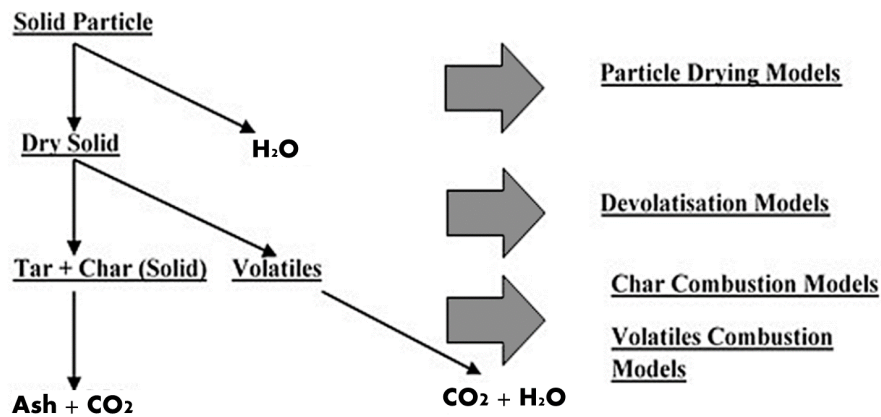 Solid Particle
Particle Drying Models
Dry Solid
H₂O
Devolatisation Models
Tar + Char (Solid)
Volatiles
Char Combustion Models
Volatiles Combustion
Models
Ash + CO₂
CO₂ + H₂O